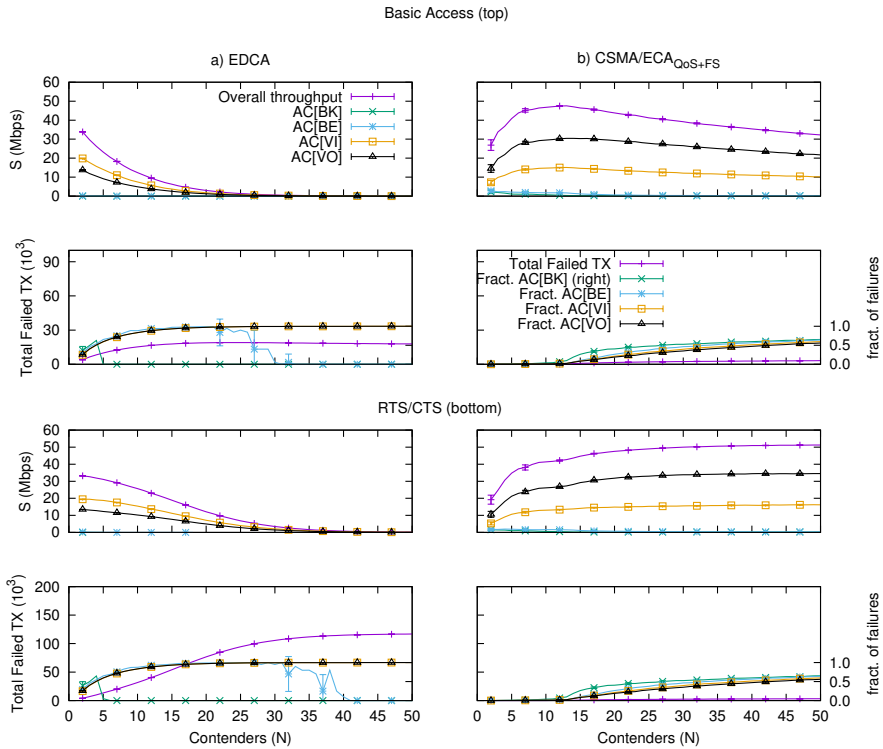 Basic Access (top)
a) EDCA
b) CSMA/ECA_QoS+FS
S (Mbps)
60
50
40
30
20
10
0
Overall throughput
AC[BK]
AC[BE]
AC[VI]
AC[VO]
Total Failed TX (10^3)
90
60
30
0
Total Failed TX
Fract. AC[BK] (right)
Fract. AC[BE]
Fract. AC[VI]
Fract. AC[VO]
1.0
0.5
0.0
fract. of failures
RTS/CTS (bottom)
S (Mbps)
60
50
40
30
20
10
0
Total Failed TX (10^3)
200
150
100
50
0
1.0
0.5
0.0
fract. of failures
0 5 10 15 20 25 30 35 40 45 50
0 5 10 15 20 25 30 35 40 45 50
Contenders (N)
Contenders (N)